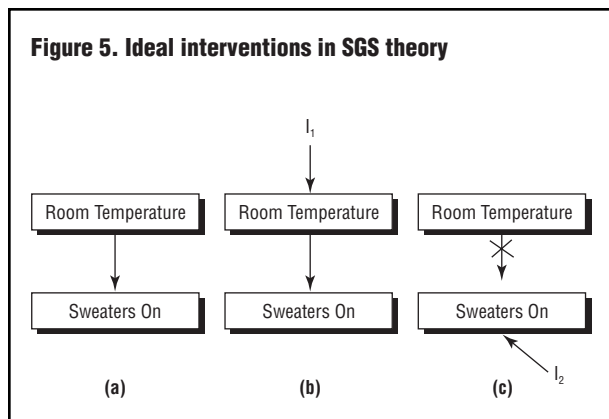 Figure 5. Ideal interventions in SGS theory
I₁
Room Temperature
Room Temperature
Room Temperature
Sweaters On
Sweaters On
Sweaters On
I₂
(a)
(b)
(c)